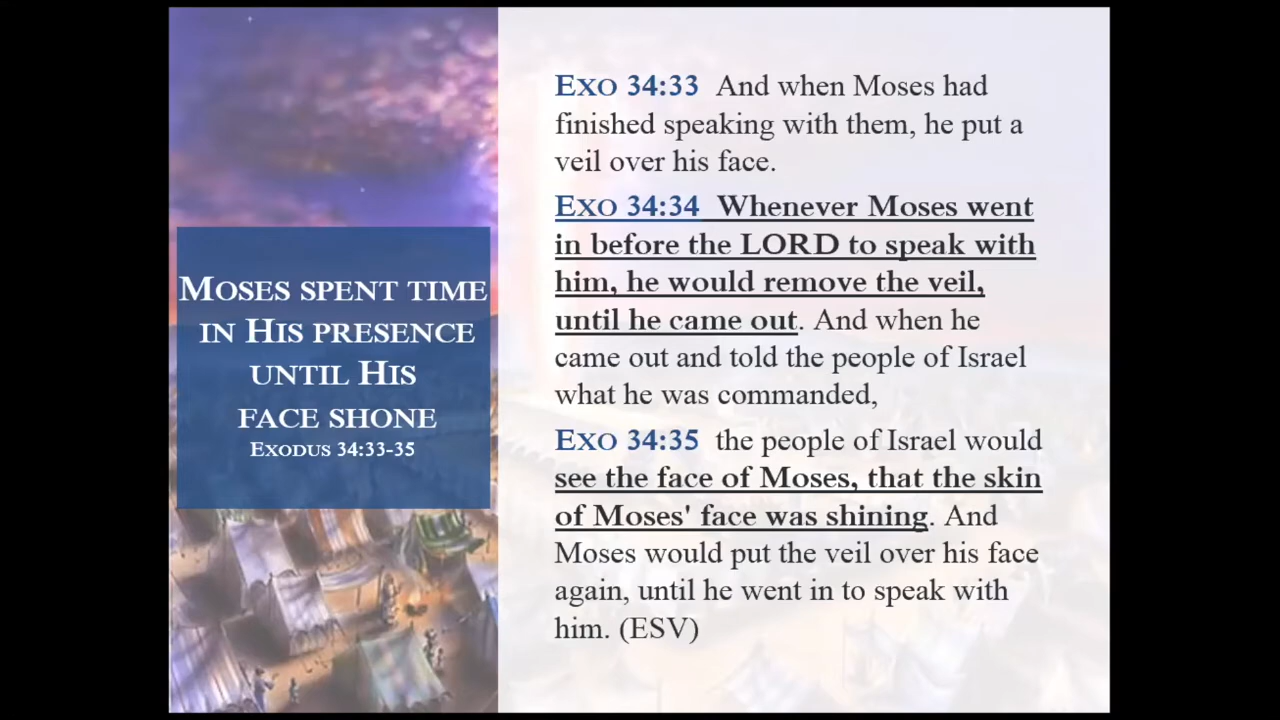 MOSES SPENT TIME
IN HIS PRESENCE
UNTIL HIS
FACE SHONE
EXODUS 34:33-35
EXO 34:33 And when Moses had
finished speaking with them, he put a
veil over his face.
EXO 34:34 Whenever Moses went
in before the LORD to speak with
him, he would remove the veil,
until he came out. And when he
came out and told the people of Israel
what he was commanded,
EXO 34:35 the people of Israel would
see the face of Moses, that the skin
of Moses' face was shining. And
Moses would put the veil over his face
again, until he went in to speak with
him. (ESV)